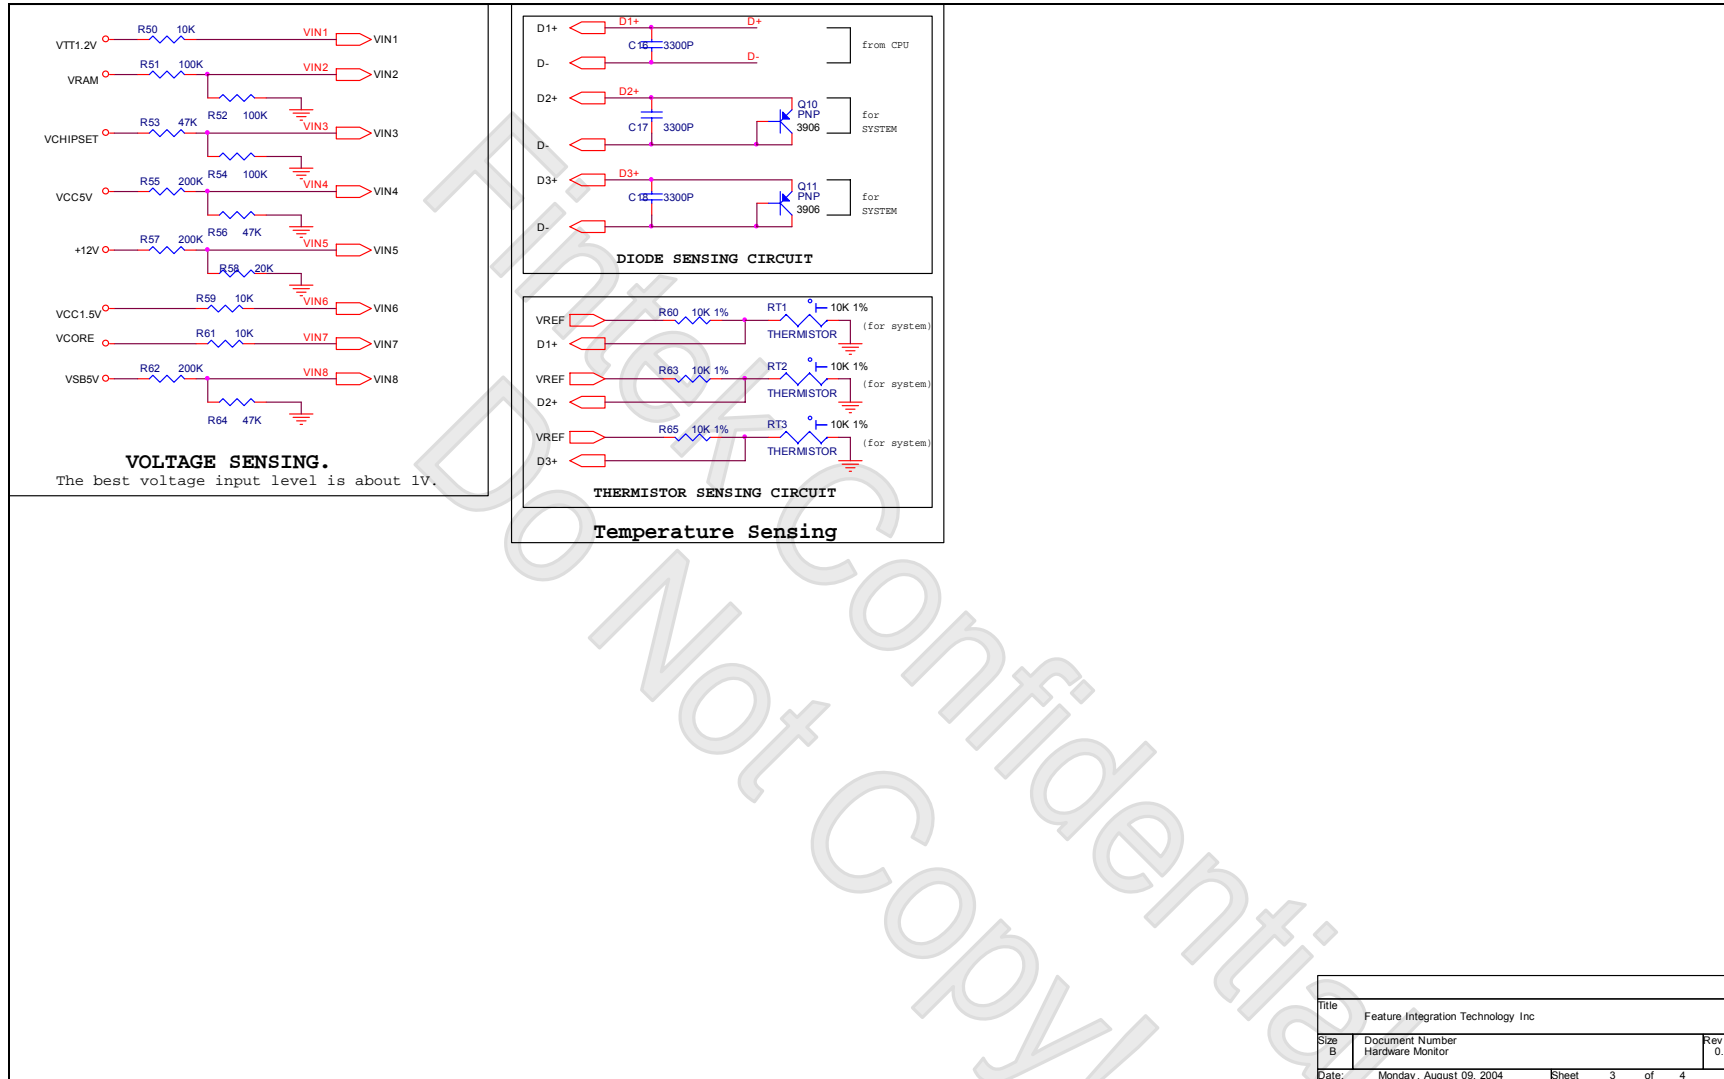 R50 10K
VTT1.2V VIN1 VIN1
R51 100K
VRAM VIN2 VIN2
R52 100K
R53 47K
VCHIPSET VIN3 VIN3
R54 100K
R55 200K
VCC5V VIN4 VIN4
R56 47K
R57 200K
+12V VIN5 VIN5
R58 20K
R59 10K
VCC1.5V VIN6 VIN6
R61 10K
VCORE VIN7 VIN7
R62 200K
VSB5V VIN8 VIN8
R64 47K
VOLTAGE SENSING.
The best voltage input level is about 1V.
D1+ D1+ D+
C16 3300P from CPU
D- D-
D2+ D2+
Q10
PNP
3906
C17 3300P
for
SYSTEM
D-
D3+ D3+
Q11
PNP
3906
C18 3300P
for
SYSTEM
D-
DIODE SENSING CIRCUIT
VREF R60 10K 1% RT1 10K 1%
THERMISTOR (for system)
D1+
VREF R63 10K 1% RT2 10K 1%
THERMISTOR (for system)
D2+
VREF R65 10K 1% RT3 10K 1%
THERMISTOR (for system)
D3+
THERMISTOR SENSING CIRCUIT
Temperature Sensing
Fintek Confidential
Do Not Copy
Title
Feature Integration Technology Inc
Size Document Number Rev
B Hardware Monitor 0.
Date: Monday, August 09, 2004 Sheet 3 of 4